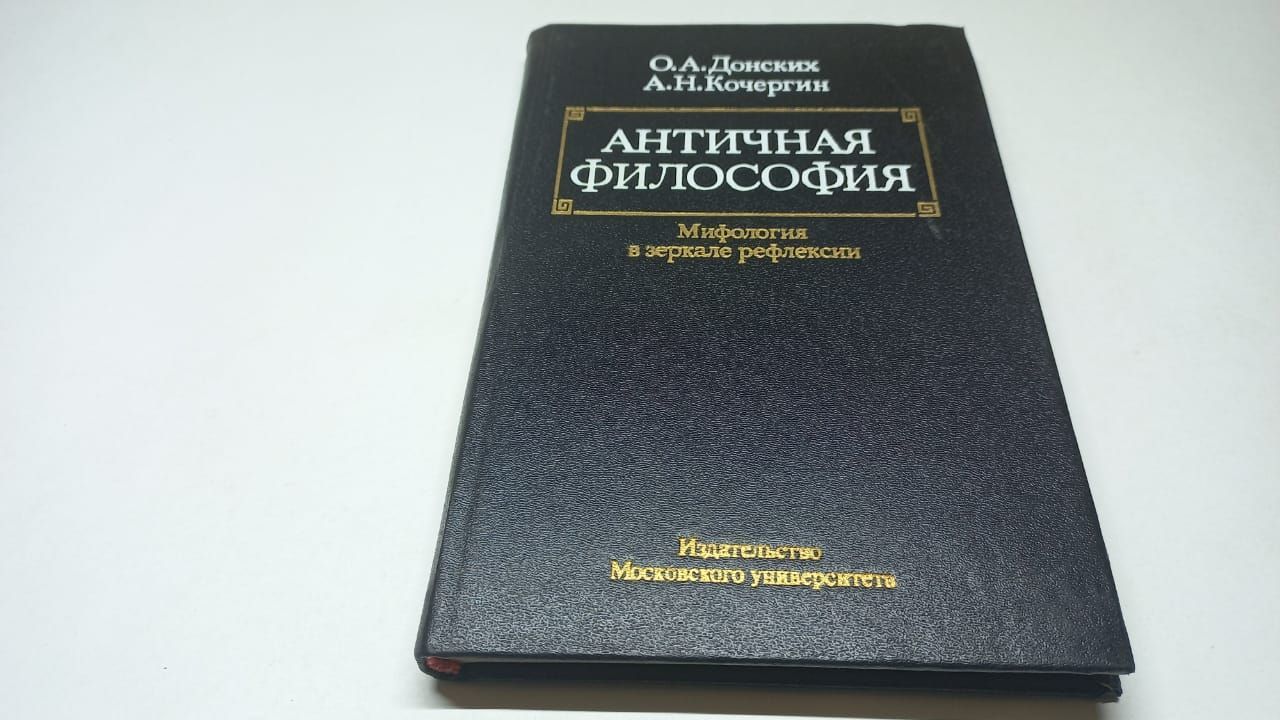 О.А.Донских
А.Н.Кочергин
АНТИЧНАЯ
ФИЛОСОФИЯ
Мифология
в зеркале рефлексии
Издательство
Московского университета